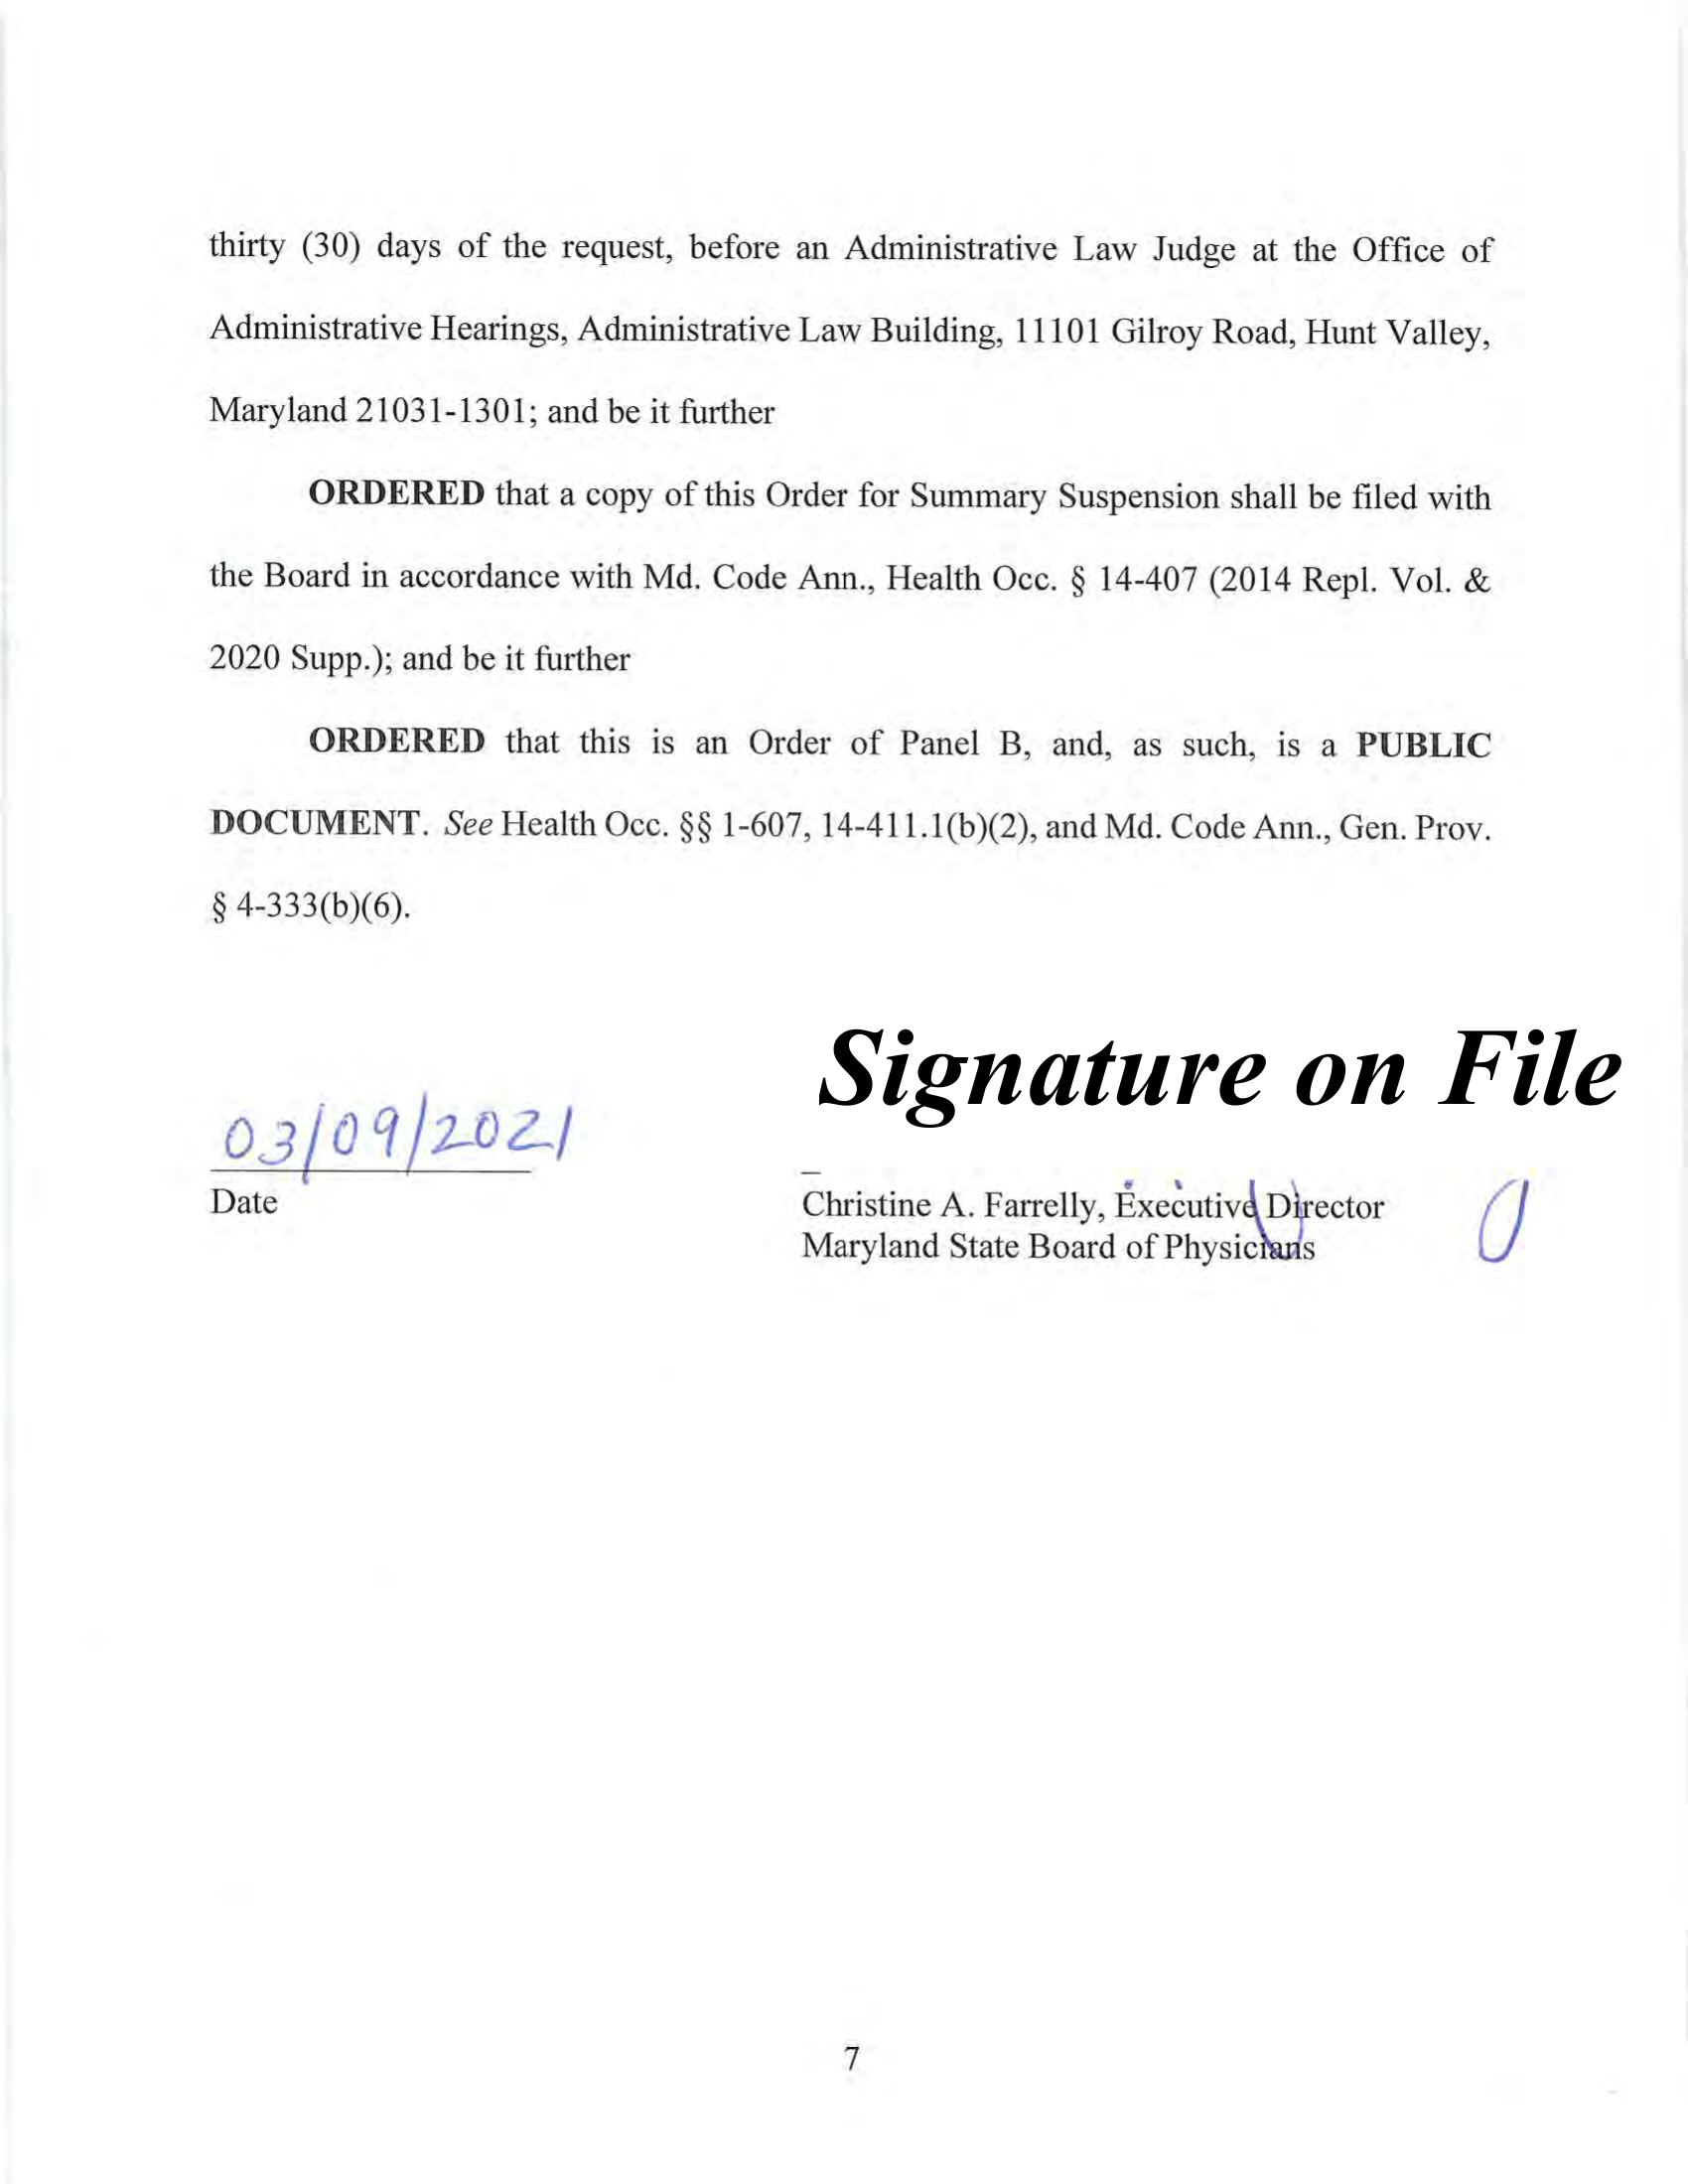 thirty (30) days of the request, before an Administrative Law Judge at the Office of
Administrative Hearings, Administrative Law Building, 11101 Gilroy Road, Hunt Valley,
Maryland 21031-1301; and be it further
ORDERED that a copy of this Order for Summary Suspension shall be filed with
the Board in accordance with Md. Code Ann., Health Occ. § 14-407 (2014 Repl. Vol. &
2020 Supp.); and be it further
ORDERED that this is an Order of Panel B, and, as such, is a PUBLIC
DOCUMENT. See Health Occ. §§ 1-607, 14-411.1(b)(2), and Md. Code Ann., Gen. Prov.
§ 4-333(b)(6).
Signature on File
03/09/2021
Date
Christine A. Farrelly, Executive Director
Maryland State Board of Physicians
7